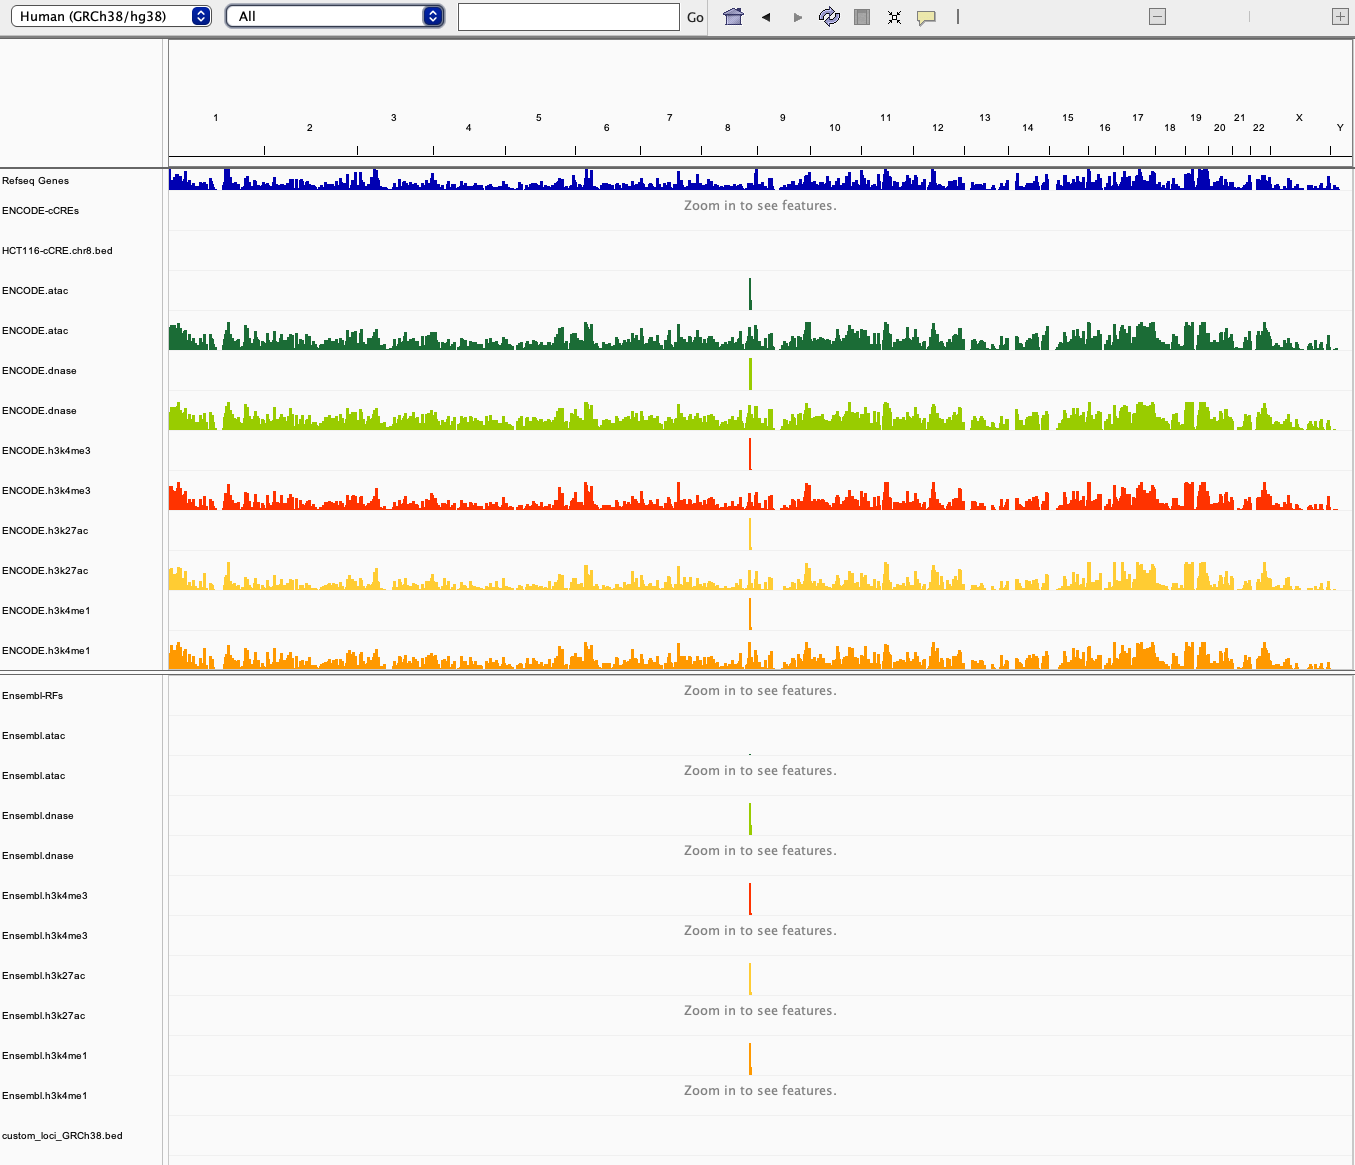 Human (GRCh38/hg38) All Go
1 2 3 4 5 6 7 8 9 10 11 12 13 14 15 16 17 18 19 20 21 22 X Y
Refseq Genes
ENCODE-cCREs Zoom in to see features.
HCT116-cCRE.chr8.bed
ENCODE.atac
ENCODE.atac
ENCODE.dnase
ENCODE.dnase
ENCODE.h3k4me3
ENCODE.h3k4me3
ENCODE.h3k27ac
ENCODE.h3k27ac
ENCODE.h3k4me1
ENCODE.h3k4me1
Ensembl-RFs Zoom in to see features.
Ensembl.atac
Ensembl.atac Zoom in to see features.
Ensembl.dnase
Ensembl.dnase Zoom in to see features.
Ensembl.h3k4me3
Ensembl.h3k4me3 Zoom in to see features.
Ensembl.h3k27ac
Ensembl.h3k27ac Zoom in to see features.
Ensembl.h3k4me1
Ensembl.h3k4me1 Zoom in to see features.
custom_loci_GRCh38.bed